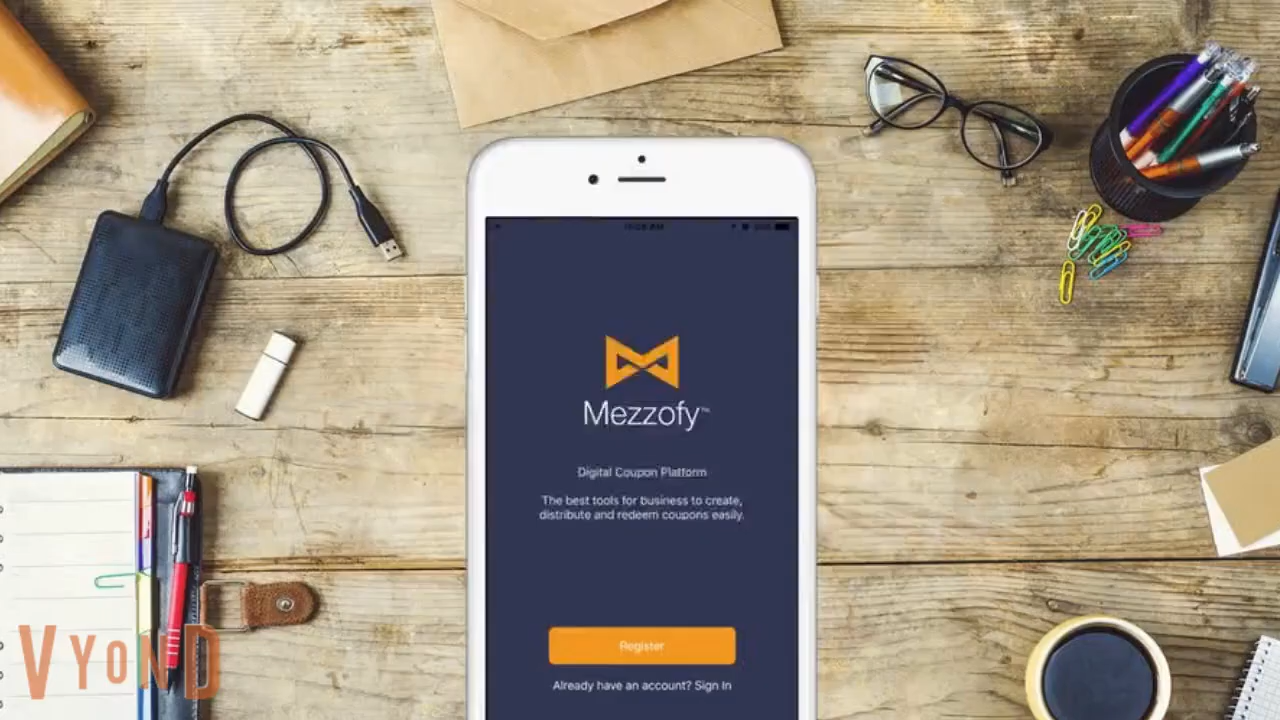 Mezzofy™
Digital Coupon Platform
The best tools for business to create,
distribute and redeem coupons easily.
Register
Already have an account? Sign In
VYOND